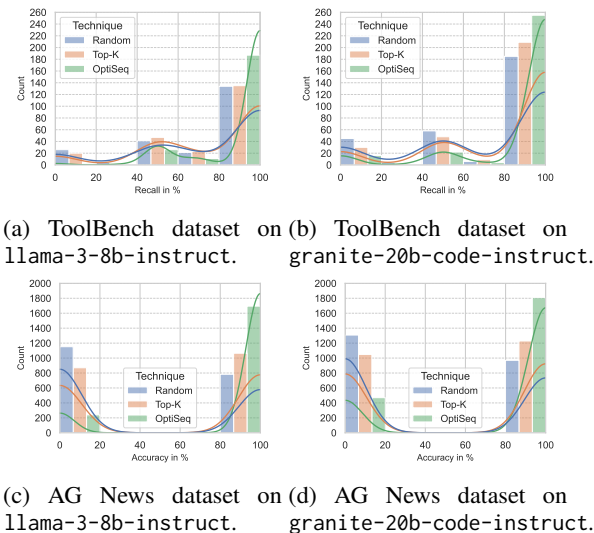 260
240
220
200
180
160
140
120
100
80
60
40
20
0
Count
Technique
Random
Top-K
OptiSeq
0 20 40 60 80 100
Recall in %
260
240
220
200
180
160
140
120
100
80
60
40
20
0
Count
Technique
Random
Top-K
OptiSeq
0 20 40 60 80 100
Recall in %
(a) ToolBench dataset on
llama-3-8b-instruct.
(b) ToolBench dataset on
granite-20b-code-instruct.
2000
1800
1600
1400
1200
1000
800
600
400
200
0
Count
Technique
Random
Top-K
OptiSeq
0 20 40 60 80 100
Accuracy in %
2000
1800
1600
1400
1200
1000
800
600
400
200
0
Count
Technique
Random
Top-K
OptiSeq
0 20 40 60 80 100
Accuracy in %
(c) AG News dataset on
llama-3-8b-instruct.
(d) AG News dataset on
granite-20b-code-instruct.